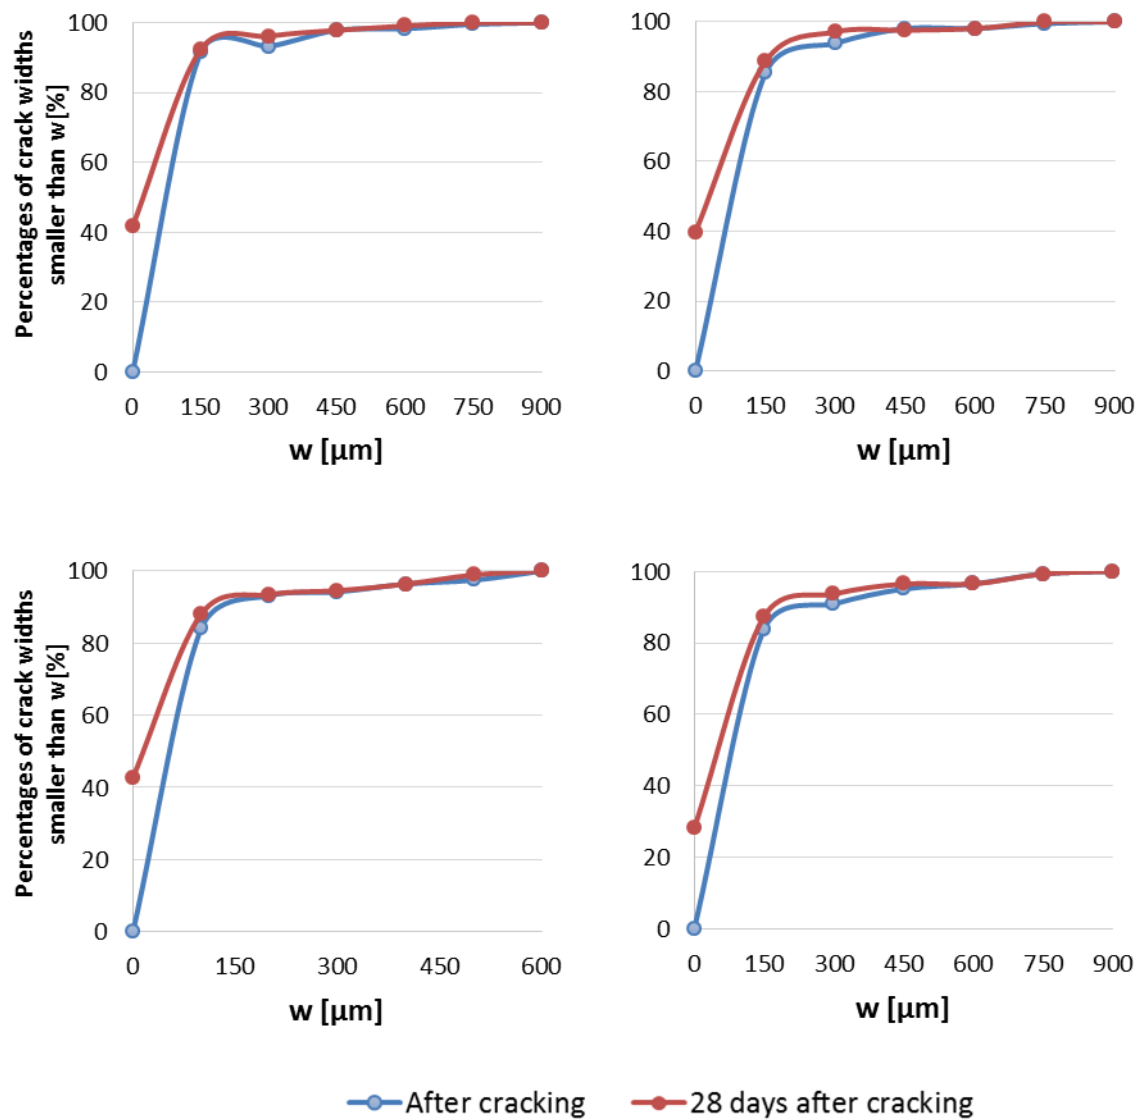 Percentages of crack widths
smaller than w[%]
100
80
60
40
20
0
0 150 300 450 600 750 900
w [µm]
100
80
60
40
20
0
0 150 300 450 600 750 900
w [µm]
Percentages of crack widths
smaller than w[%]
100
80
60
40
20
0
0 150 300 450 600
w [µm]
100
80
60
40
20
0
0 150 300 450 600 750 900
w [µm]
After cracking 28 days after cracking